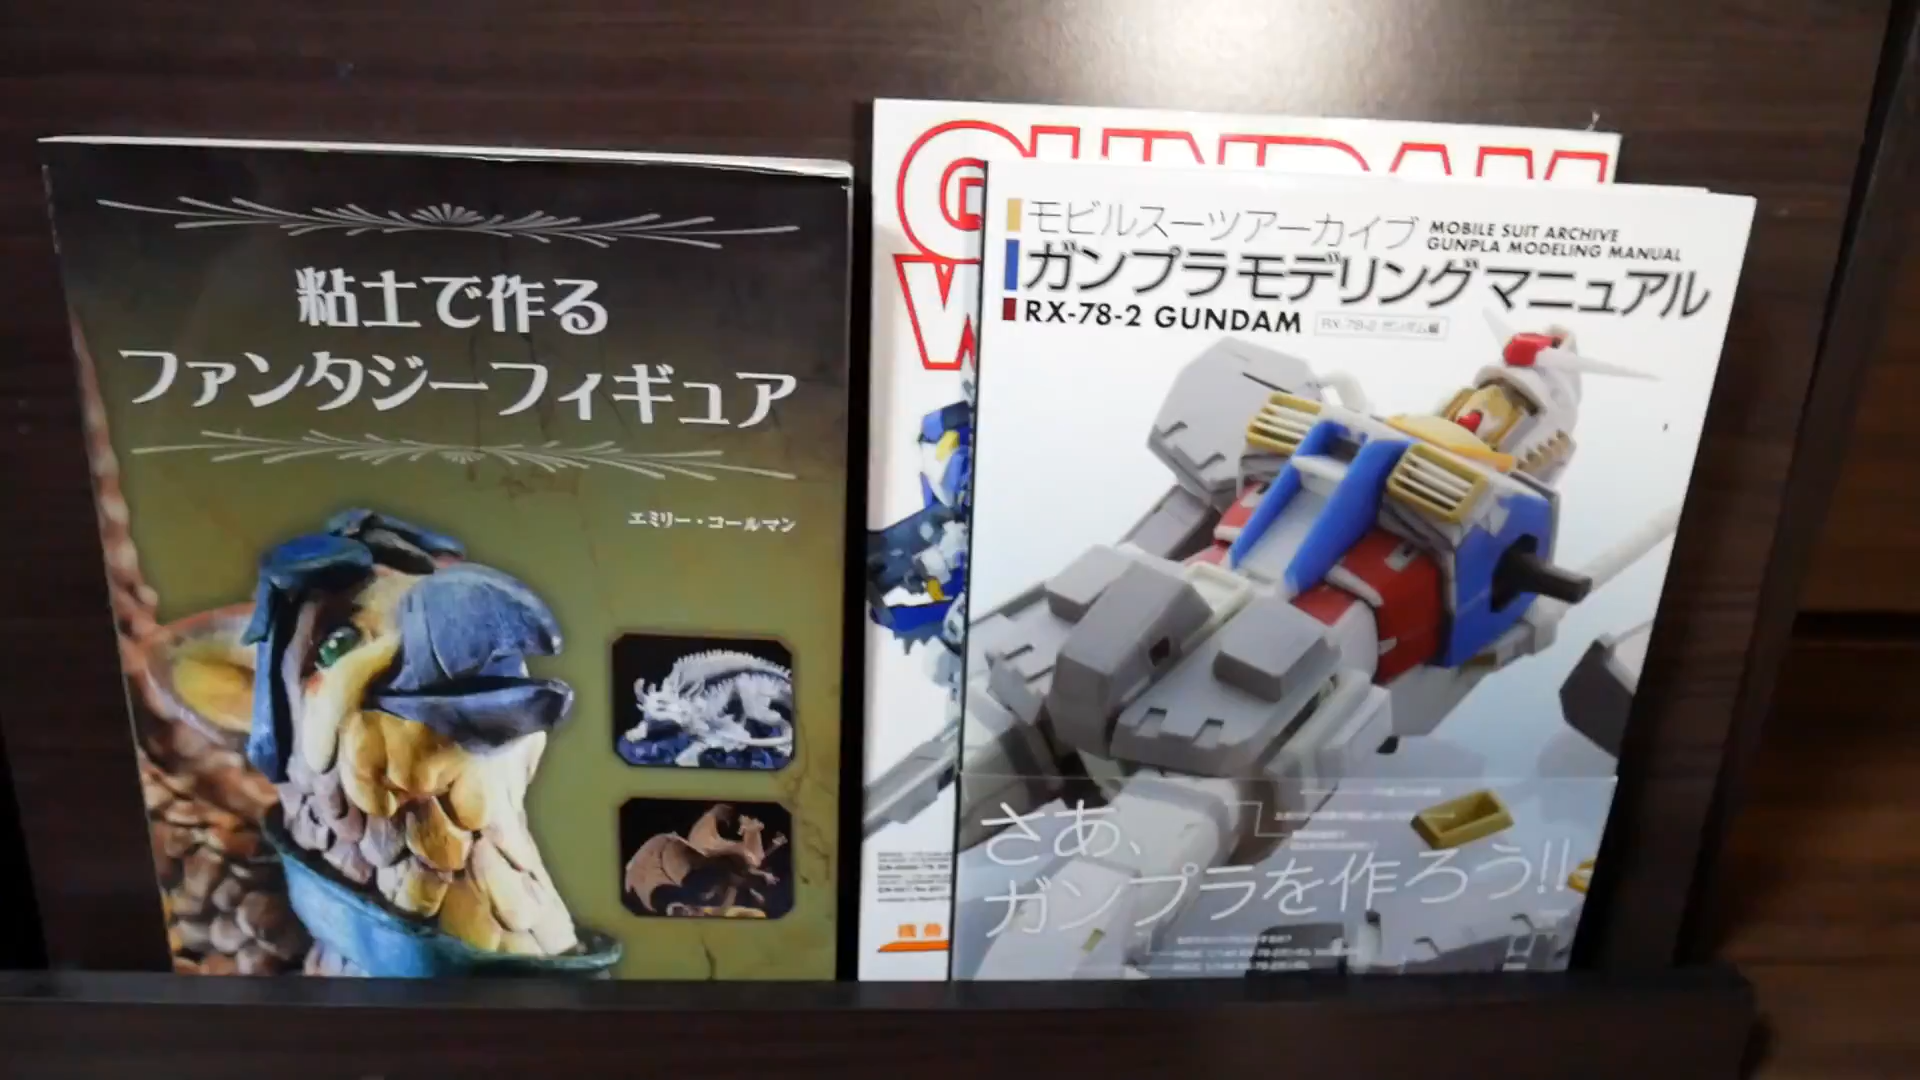 粘土で作る
ファンタジーフィギュア
エミリー・コールマン
GUNDAM
W
モビルスーツアーカイブ
MOBILE SUIT ARCHIVE
GUNPLA MODELING MANUAL
ガンプラモデリングマニュアル
RX-78-2 GUNDAM
RX-78-2 ガンダム編
さあ、
ガンプラを作ろう!!
機動